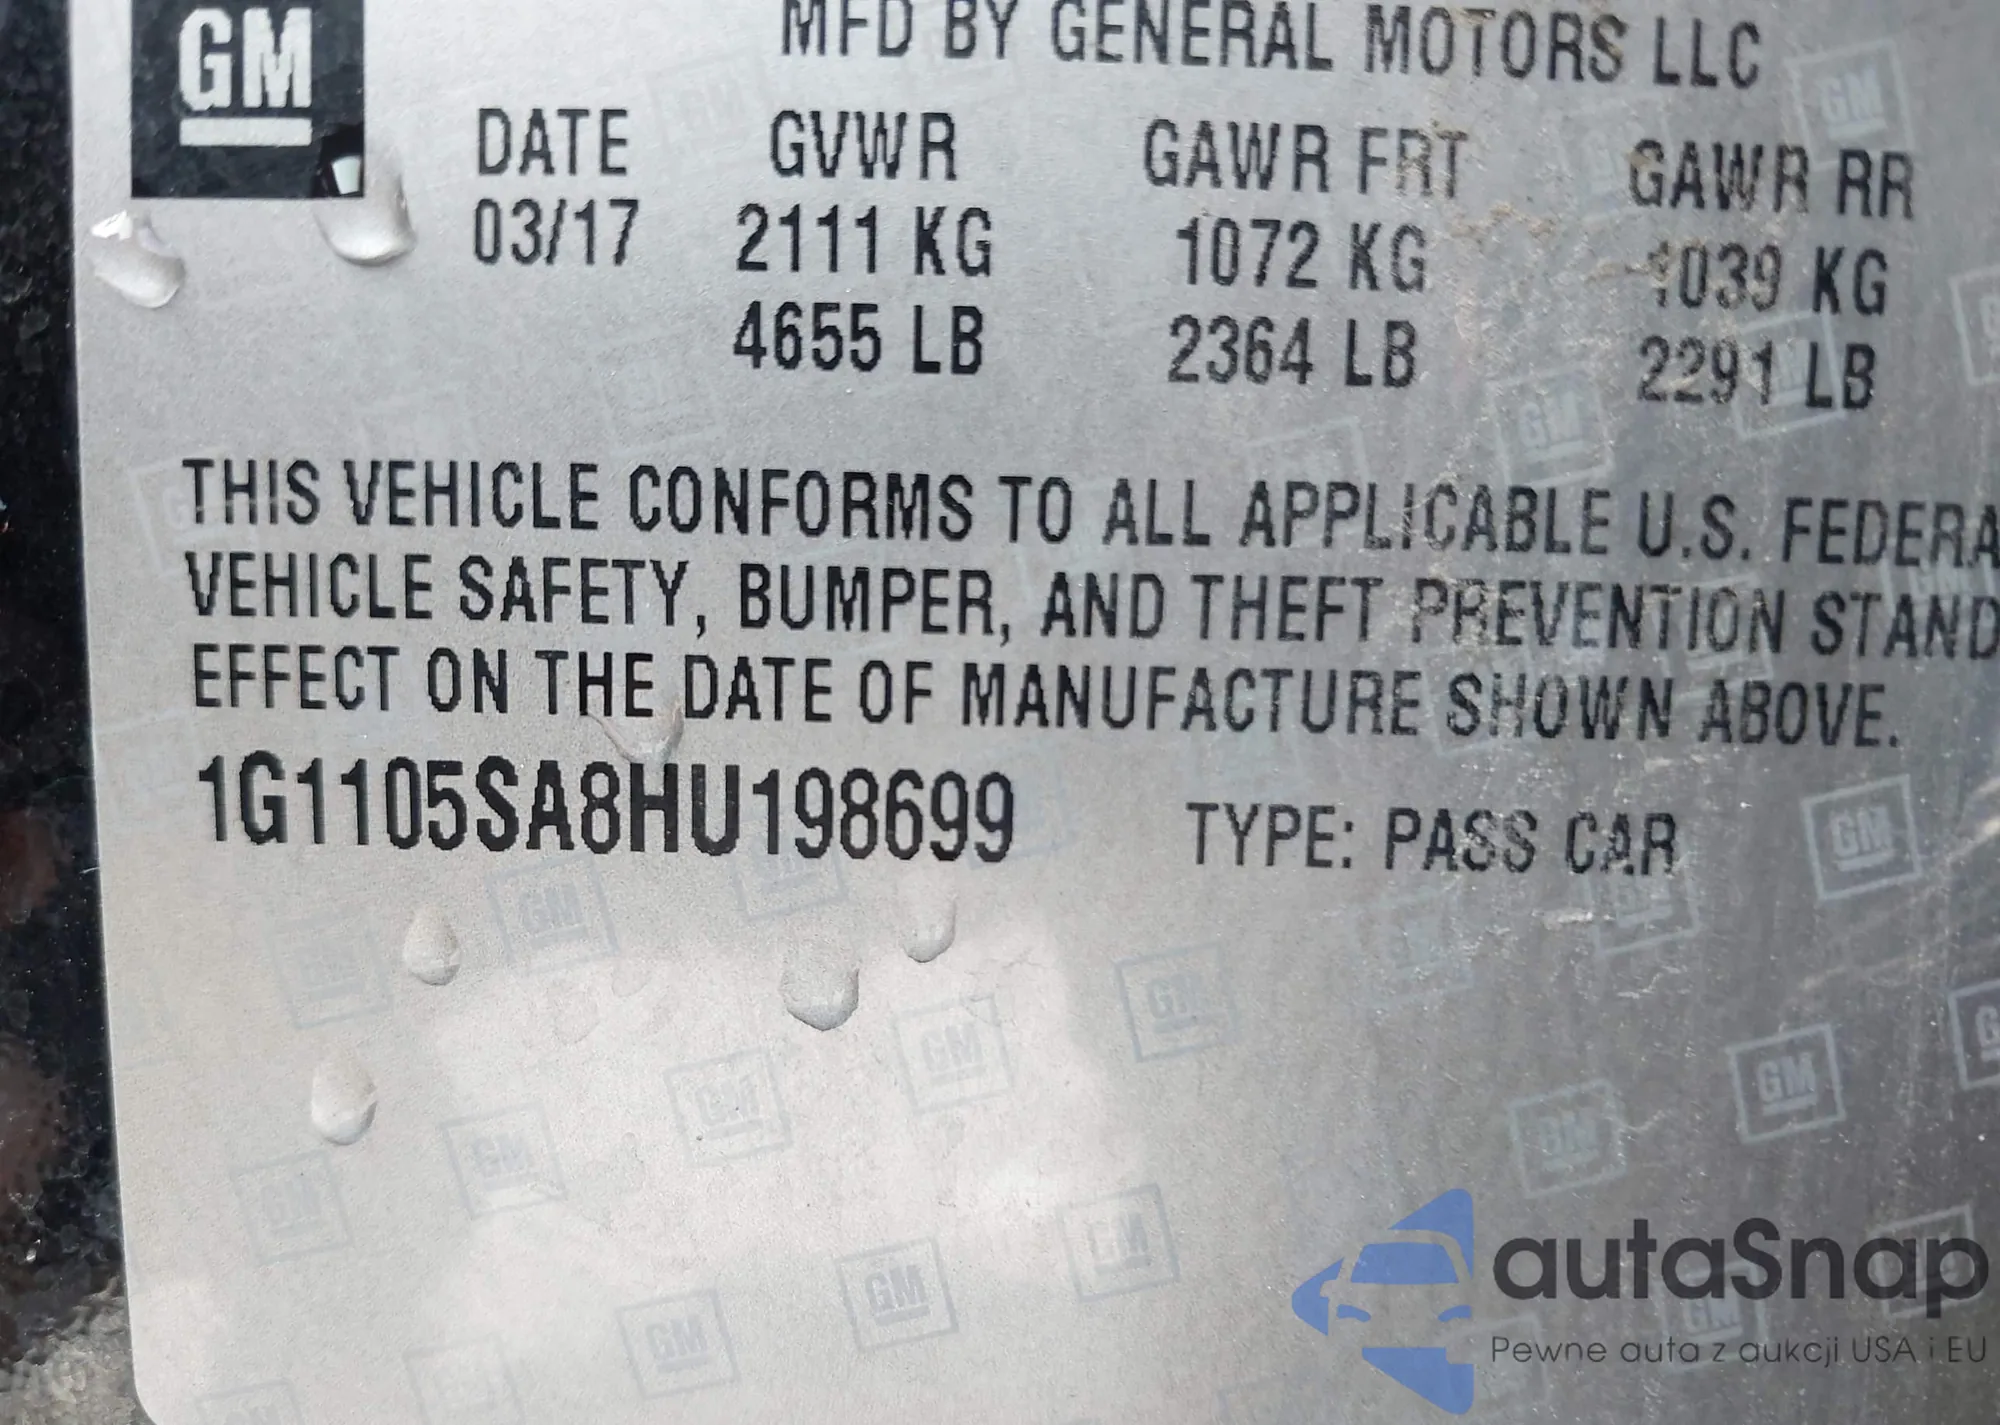 GM
MFD BY GENERAL MOTORS LLC
DATE GVWR GAWR FRT GAWR RR
03/17 2111 KG 1072 KG 1039 KG
4655 LB 2364 LB 2291 LB
THIS VEHICLE CONFORMS TO ALL APPLICABLE U.S. FEDERA
VEHICLE SAFETY, BUMPER, AND THEFT PREVENTION STAND
EFFECT ON THE DATE OF MANUFACTURE SHOWN ABOVE.
1G1105SA8HU198699 TYPE: PASS CAR
autaSnap
Pewne auta z aukcji USA i EU